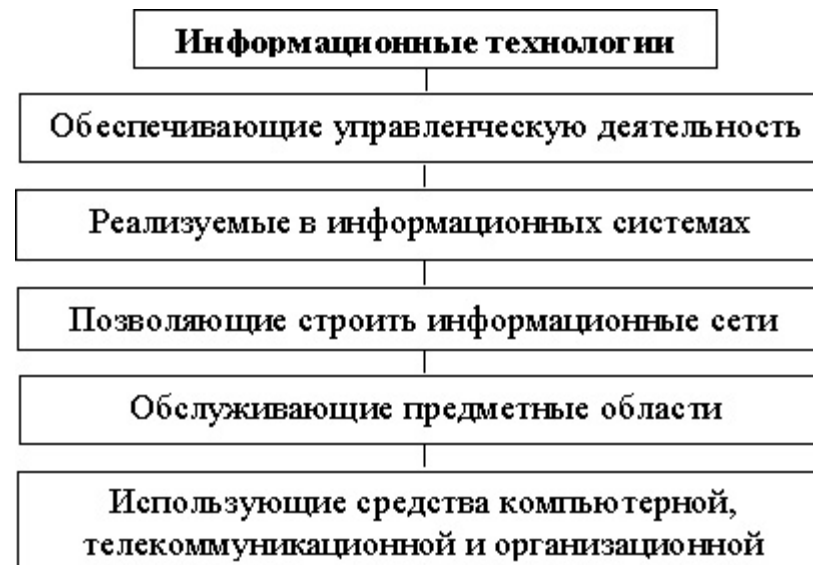 Информационные технологии
Обеспечивающие управленческую деятельность
Реализуемые в информационных системах
Позволяющие строить информационные сети
Обслуживающие предметные области
Использующие средства компьютерной,
телекоммуникационной и организационной